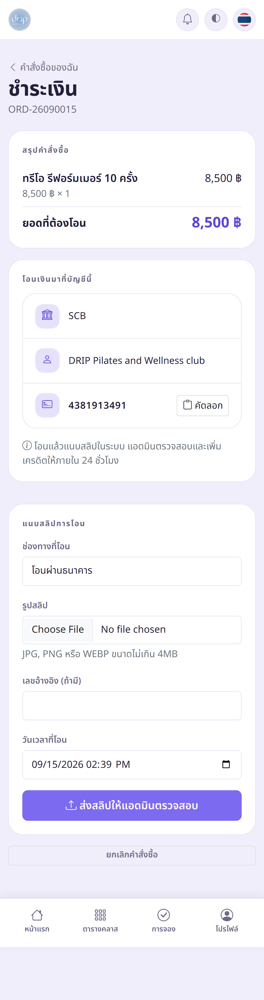 drip
คำสั่งซื้อของฉัน
ชำระเงิน
ORD-26090015
สรุปคำสั่งซื้อ
ทรีโอ รีฟอร์มเมอร์ 10 ครั้ง 8,500 ฿
8,500 ฿ × 1
ยอดที่ต้องโอน 8,500 ฿
โอนเงินมาที่บัญชีนี้
SCB
DRIP Pilates and Wellness club
4381913491 คัดลอก
โอนแล้วแนบสลิปในระบบ แอดมินตรวจสอบและเพิ่ม
เครดิตให้ภายใน 24 ชั่วโมง
แนบสลิปการโอน
ช่องทางที่โอน
โอนผ่านธนาคาร
รูปสลิป
Choose File No file chosen
JPG, PNG หรือ WEBP ขนาดไม่เกิน 4MB
เลขอ้างอิง (ถ้ามี)
วันเวลาที่โอน
09/15/2026 02:39 PM
ส่งสลิปให้แอดมินตรวจสอบ
ยกเลิกคำสั่งซื้อ
หน้าแรก ตารางคลาส การจอง โปรไฟล์